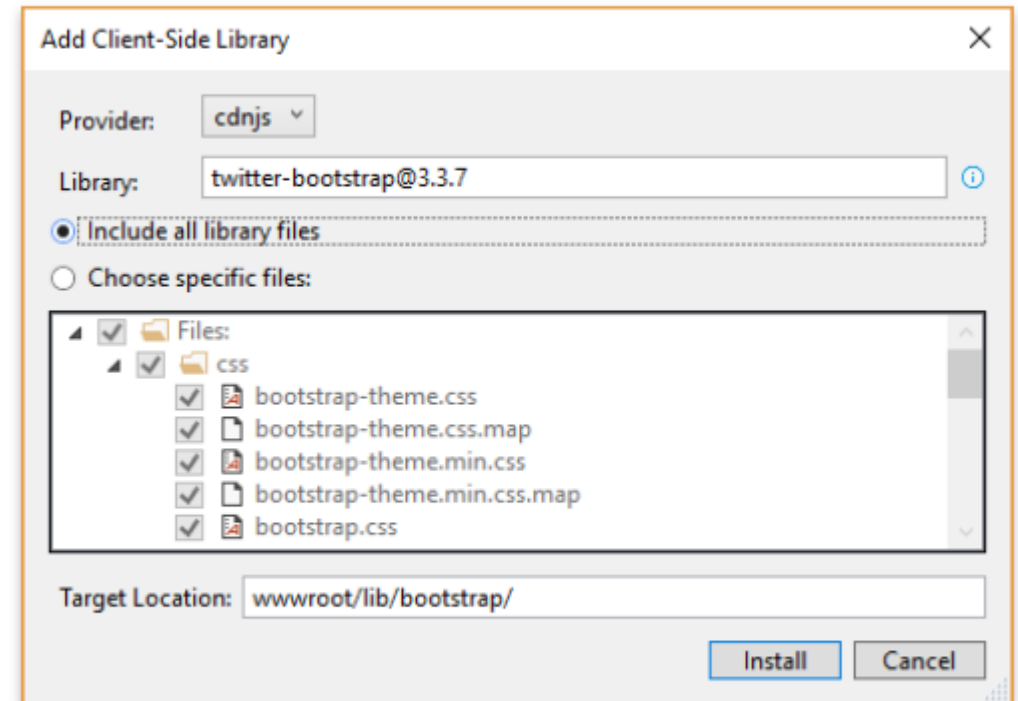 Add Client-Side Library
Provider: cdnjs
Library: twitter-bootstrap@3.3.7
Include all library files
Choose specific files:
Files:
css
bootstrap-theme.css
bootstrap-theme.css.map
bootstrap-theme.min.css
bootstrap-theme.min.css.map
bootstrap.css
Target Location: wwwroot/lib/bootstrap/
Install Cancel